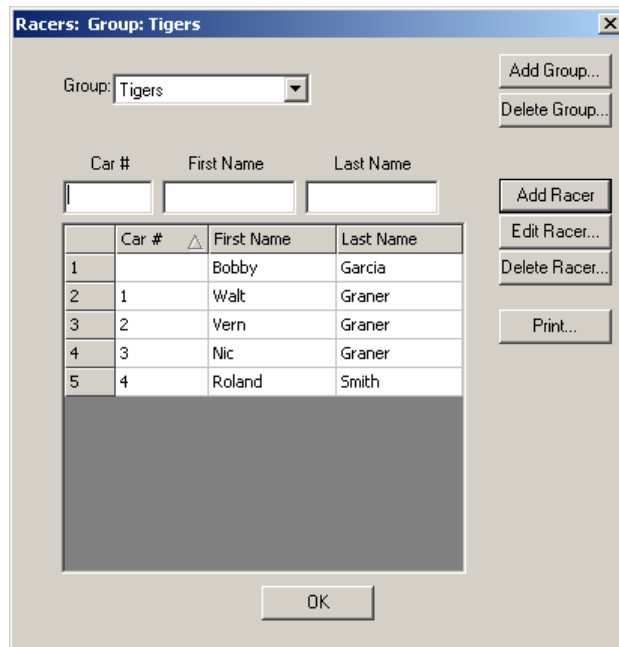 Racers: Group: Tigers
Group: Tigers
Add Group...
Delete Group...
Car # First Name Last Name
Add Racer
Edit Racer...
Delete Racer...
Print...
Car # First Name Last Name
1 Bobby Garcia
2 1 Walt Graner
3 2 Vern Graner
4 3 Nic Graner
5 4 Roland Smith
OK